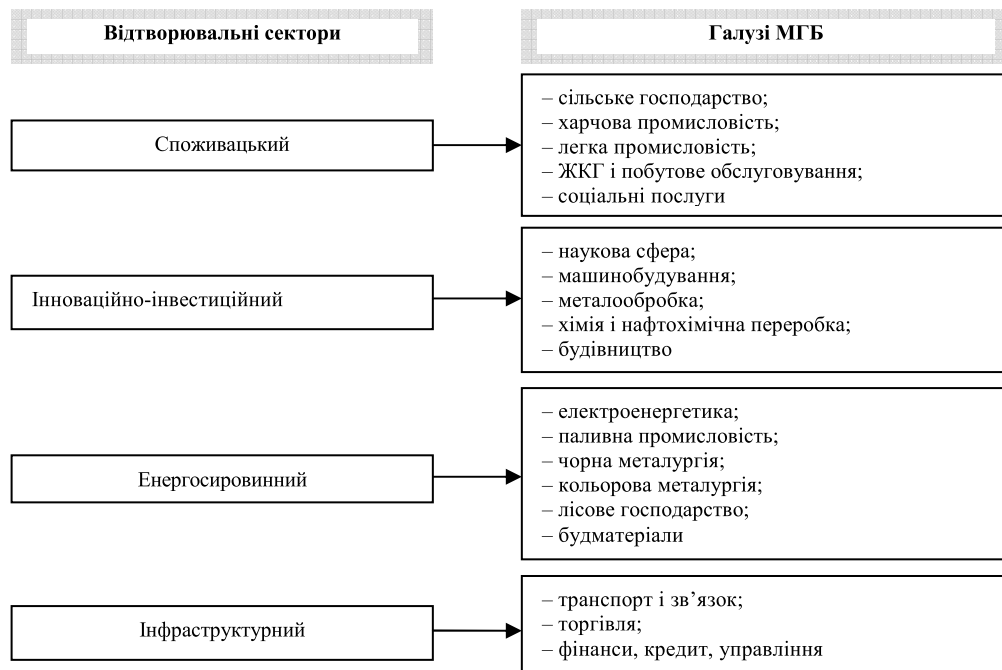 Відтворювальні сектори
Галузі МГБ
Споживацький
– сільське господарство;
– харчова промисловість;
– легка промисловість;
– ЖКГ і побутове обслуговування;
– соціальні послуги
Інноваційно-інвестиційний
– наукова сфера;
– машинобудування;
– металообробка;
– хімія і нафтохімічна переробка;
– будівництво
Енергосировинний
– електроенергетика;
– паливна промисловість;
– чорна металургія;
– кольорова металургія;
– лісове господарство;
– будматеріали
Інфраструктурний
– транспорт і зв’язок;
– торгівля;
– фінанси, кредит, управління